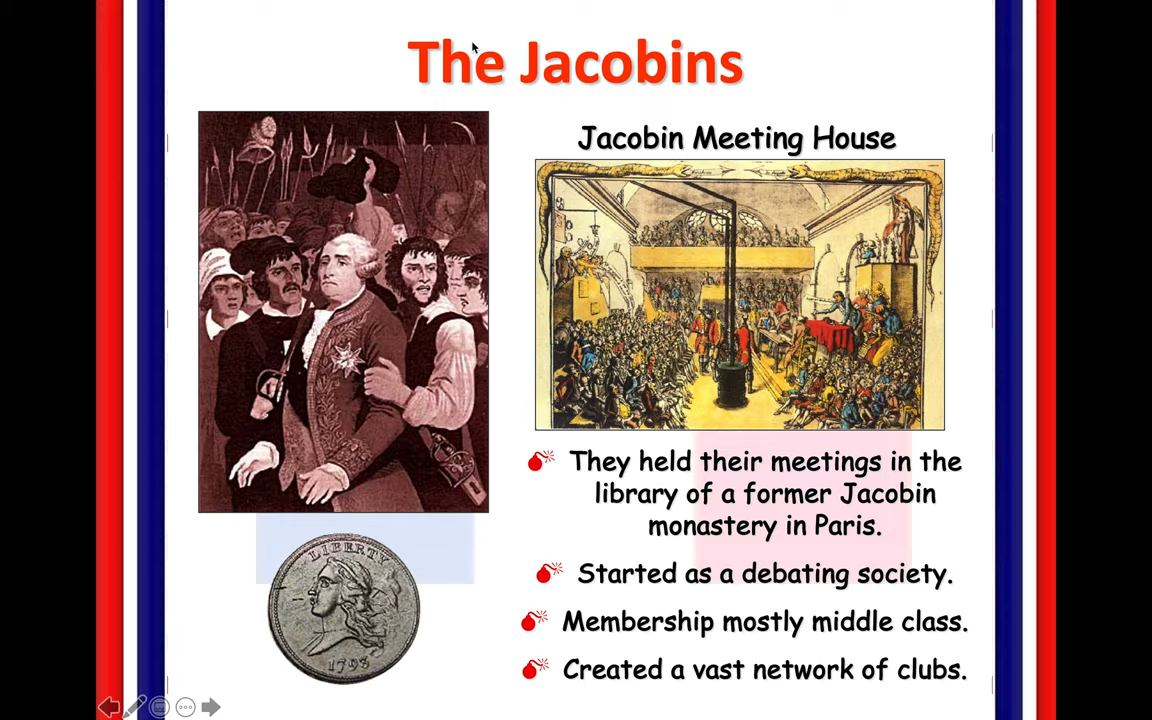 The Jacobins
Jacobin Meeting House
They held their meetings in the
library of a former Jacobin
monastery in Paris.
Started as a debating society.
Membership mostly middle class.
Created a vast network of clubs.
LIBERTY
1793